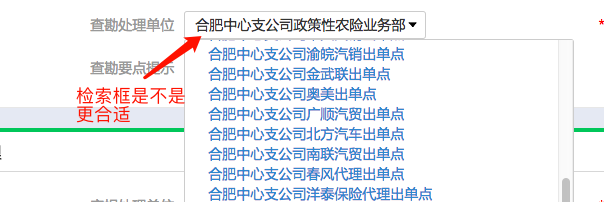 查勘处理单位 合肥中心支公司政策性农险业务部 *
合肥中心支公司渝皖汽销出单点
查勘要点提示
合肥中心支公司金武联出单点
检索框是不是
合肥中心支公司奥美出单点
更合适
合肥中心支公司广顺汽贸出单点
合肥中心支公司北方汽车出单点
合肥中心支公司南联汽贸出单点
合肥中心支公司春风代理出单点
合肥中心支公司洋泰保险代理出单点